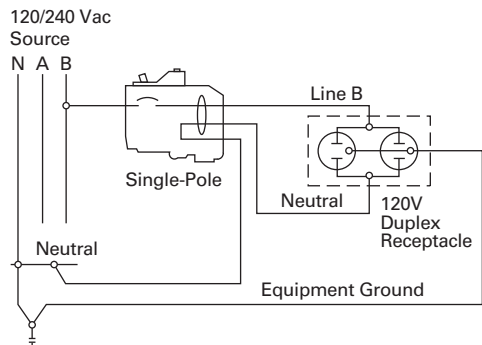 120/240 Vac
Source
N A B
Line B
Single-Pole
Neutral
120V
Duplex
Receptacle
Neutral
Equipment Ground